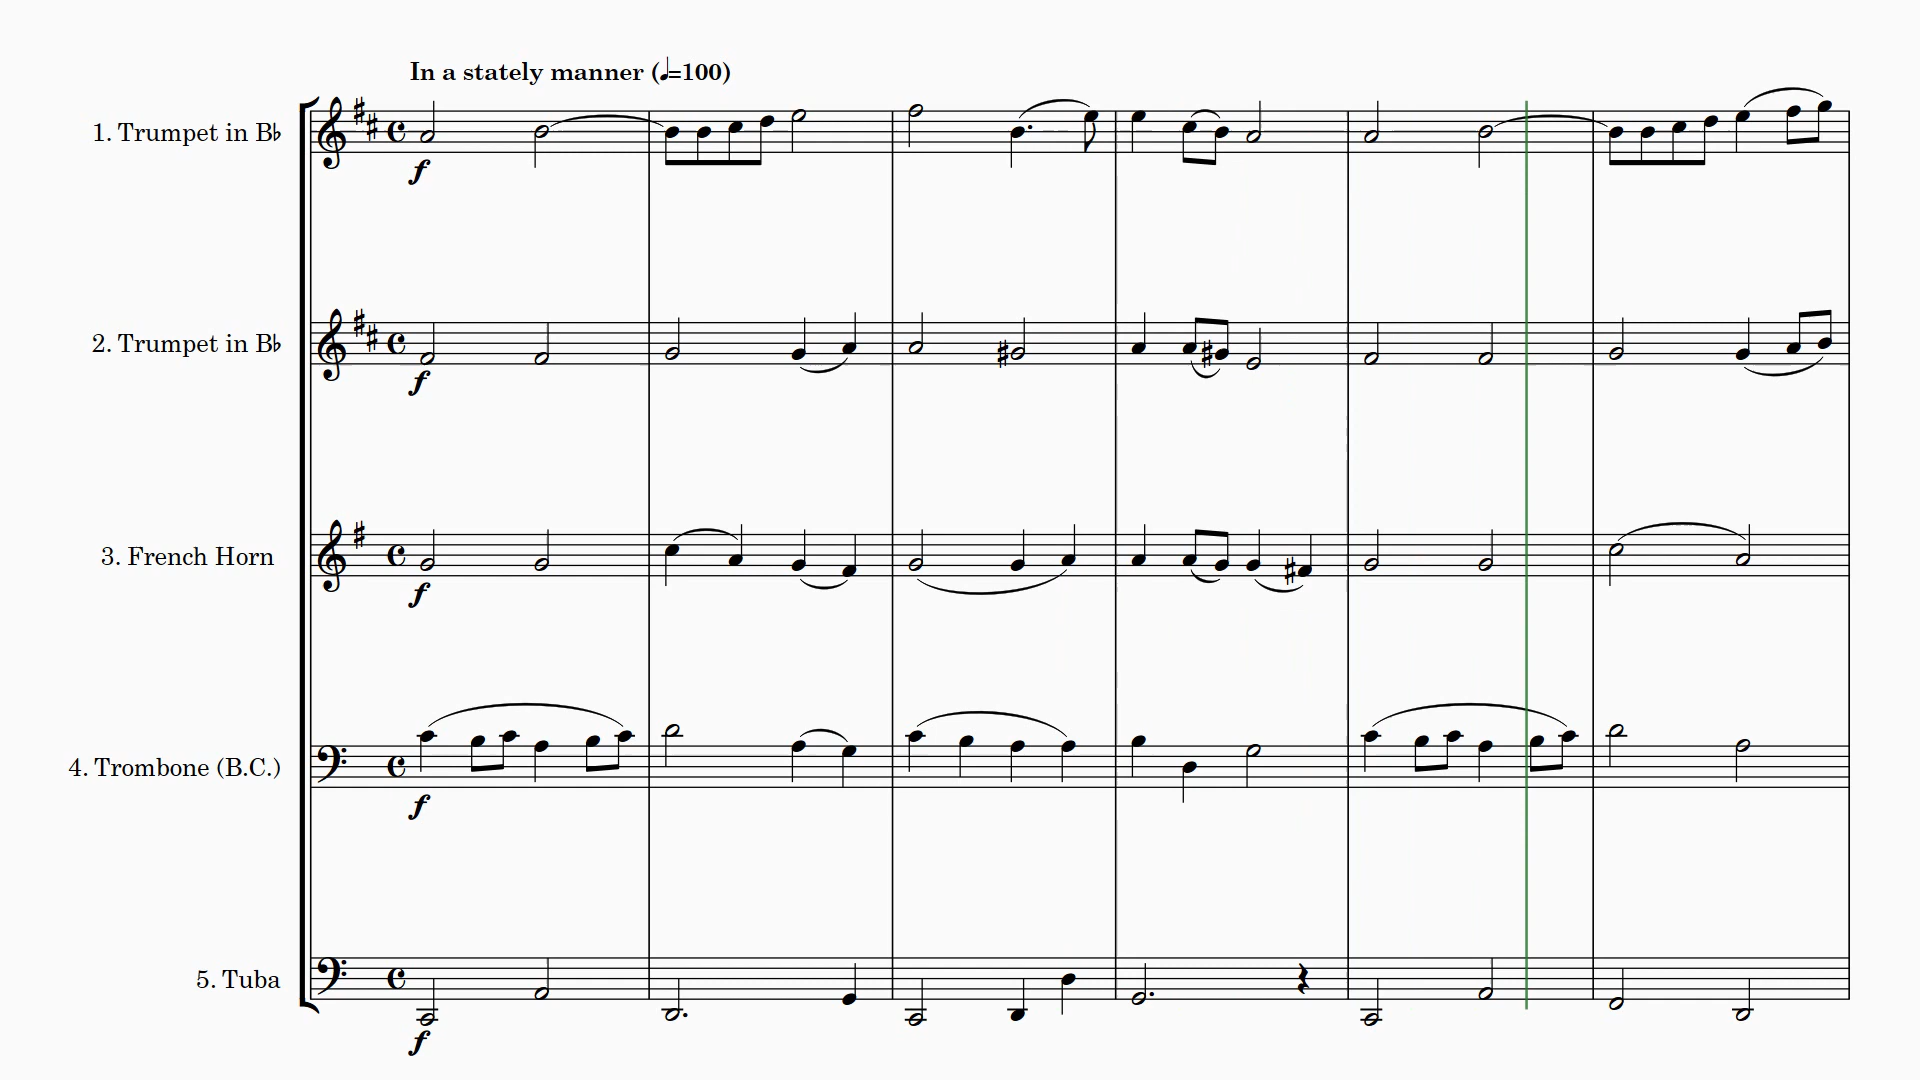 In a stately manner (♩=100)
1. Trumpet in B♭
f
2. Trumpet in B♭
f
3. French Horn
f
4. Trombone (B.C.)
f
5. Tuba
f